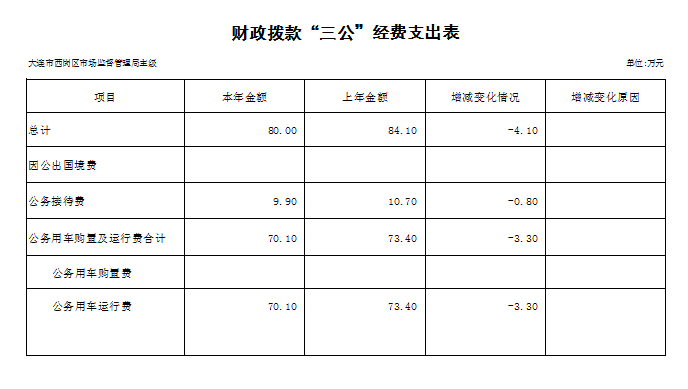 财政拨款“三公”经费支出表
大连市西岗区市场监督管理局本级 单位:万元
项目 本年金额 上年金额 增减变化情况 增减变化原因
总计 80.00 84.10 -4.10
因公出国境费
公务接待费 9.90 10.70 -0.80
公务用车购置及运行费合计 70.10 73.40 -3.30
公务用车购置费
公务用车运行费 70.10 73.40 -3.30